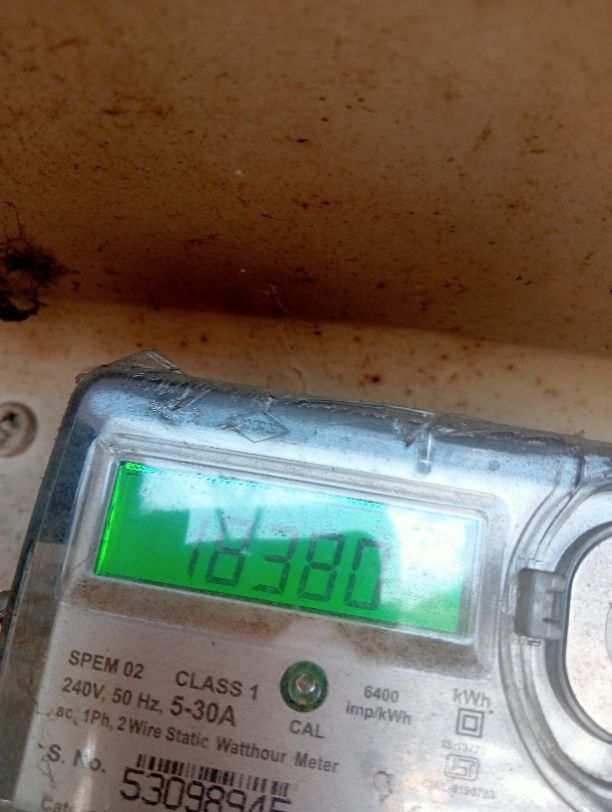 18380
SPEM 02 CLASS 1
6400 imp/kWh
kWh
240V, 50 Hz, 5-30A
CAL
ac, 1Ph, 2 Wire Static Watthour Meter
S. No.
53098945